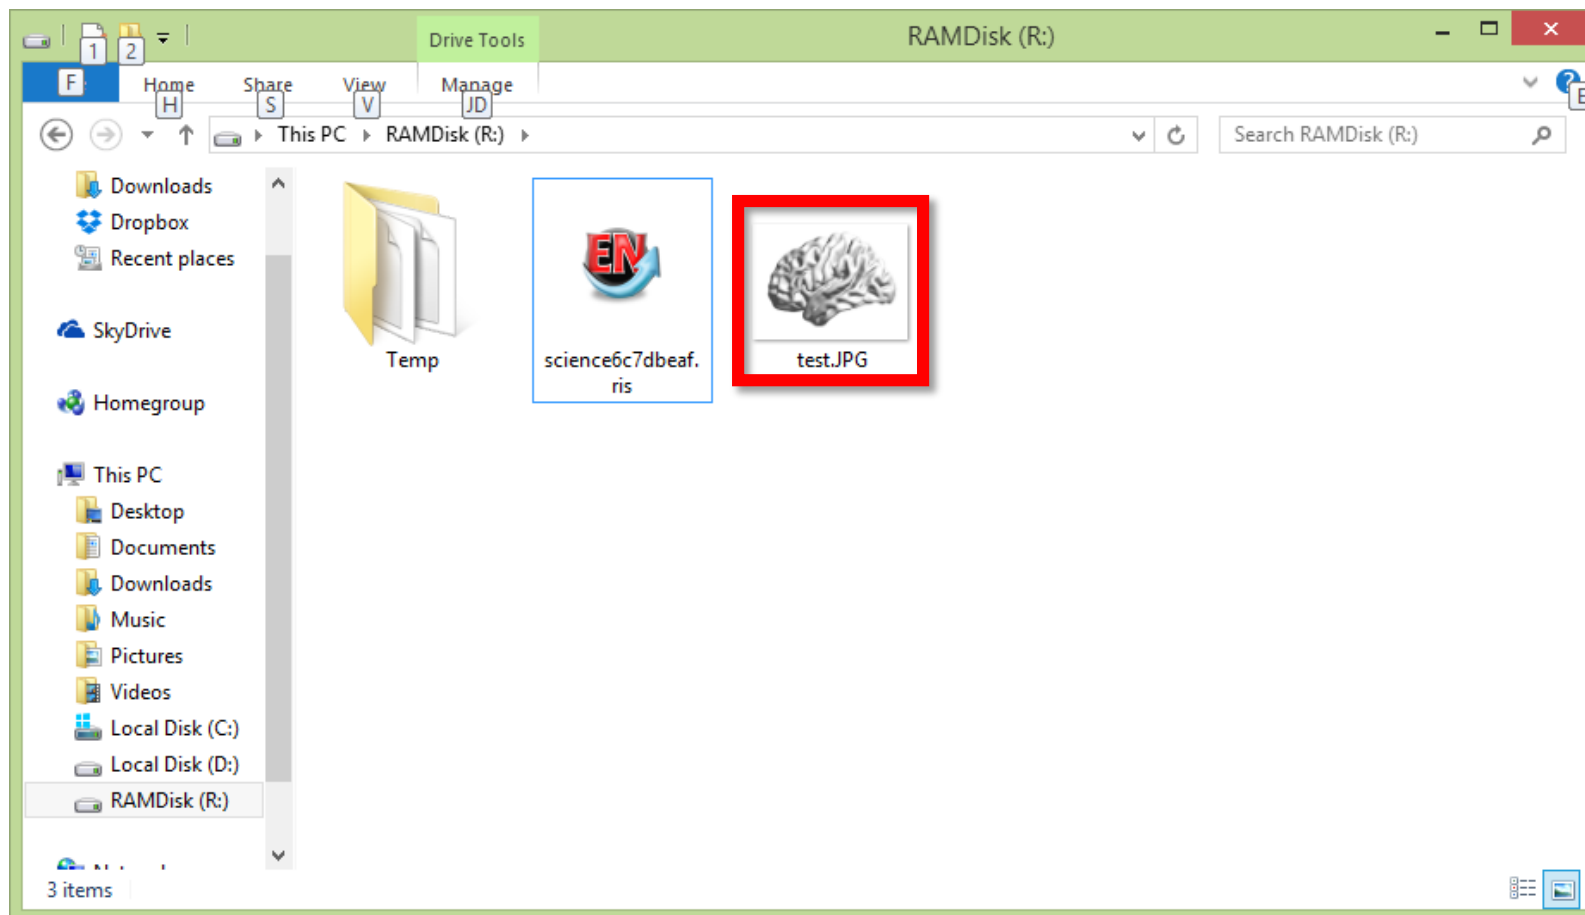 1
2
Drive Tools
RAMDisk (R:)
F
Home
Share
View
Manage
H
S
V
JD
E
This PC
RAMDisk (R:)
Search RAMDisk (R:)
Downloads
Dropbox
Recent places
SkyDrive
Homegroup
This PC
Desktop
Documents
Downloads
Music
Pictures
Videos
Local Disk (C:)
Local Disk (D:)
RAMDisk (R:)
Temp
EN
science6c7dbeaf.
ris
test.JPG
3 items